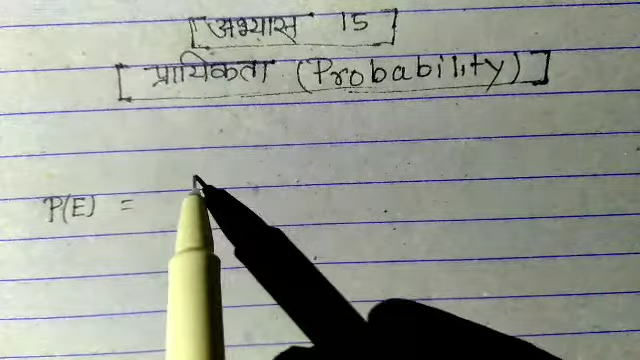 [अभ्यास 15]
[प्रायिकता (Probability)]
P(E) =